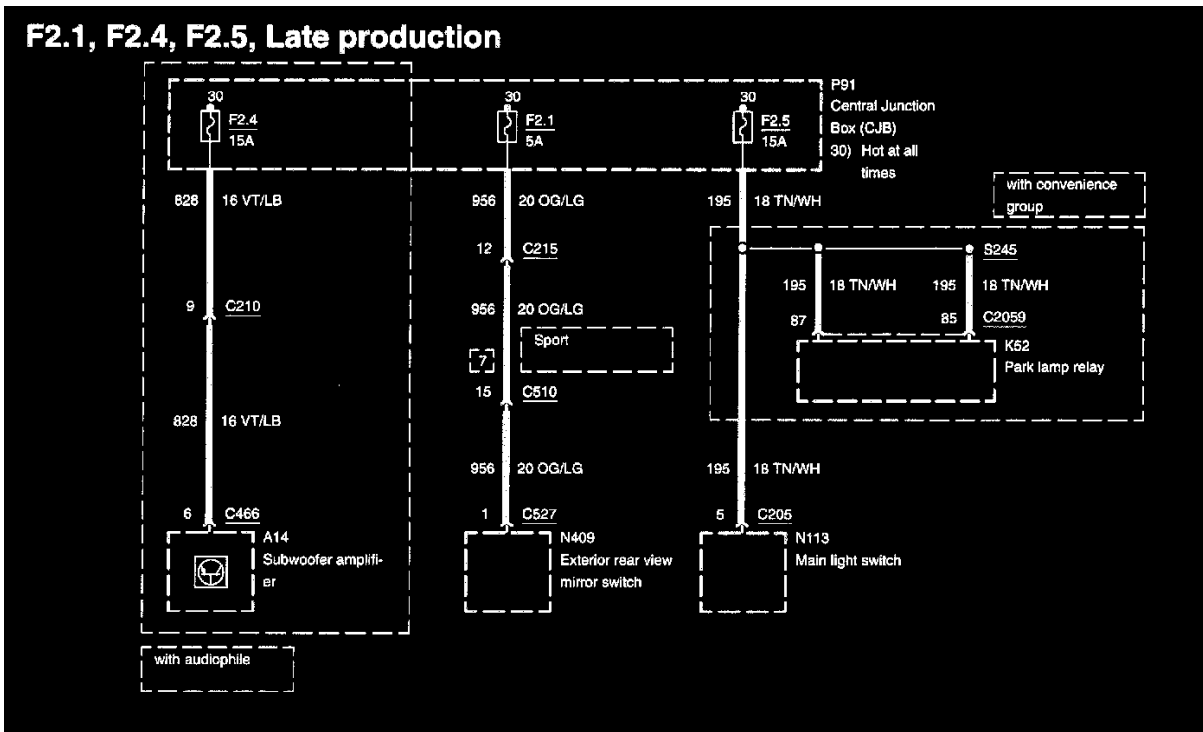 F2.1, F2.4, F2.5, Late production
30
30
30
P91
Central Junction
Box (CJB)
30) Hot at all
times
F2.4
15A
F2.1
5A
F2.5
15A
with convenience
group
828 16 VT/LB
956 20 OG/LG
195 18 TN/WH
12 C215
S245
195 18 TN/WH
195 18 TN/WH
9 C210
956 20 OG/LG
87
85 C2059
Sport
7
K52
Park lamp relay
15 C510
828 16 VT/LB
956 20 OG/LG
195 18 TN/WH
6 C466
1 C527
5 C205
A14
Subwoofer amplifi-
er
N409
Exterior rear view
mirror switch
N113
Main light switch
with audiophile